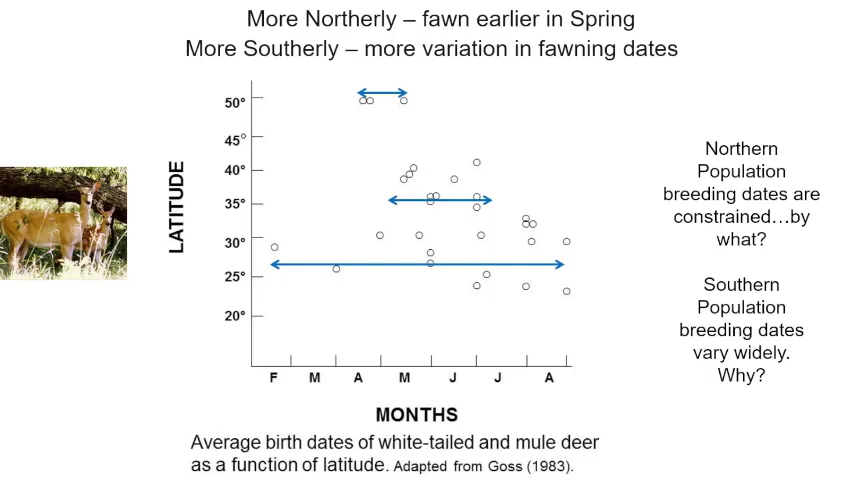 More Northerly – fawn earlier in Spring
More Southerly – more variation in fawning dates
50°
45°
40°
35°
30°
25°
20°
LATITUDE
F M A M J J A
MONTHS
Average birth dates of white-tailed and mule deer
as a function of latitude. Adapted from Goss (1983).
Northern
Population
breeding dates are
constrained…by
what?
Southern
Population
breeding dates
vary widely.
Why?